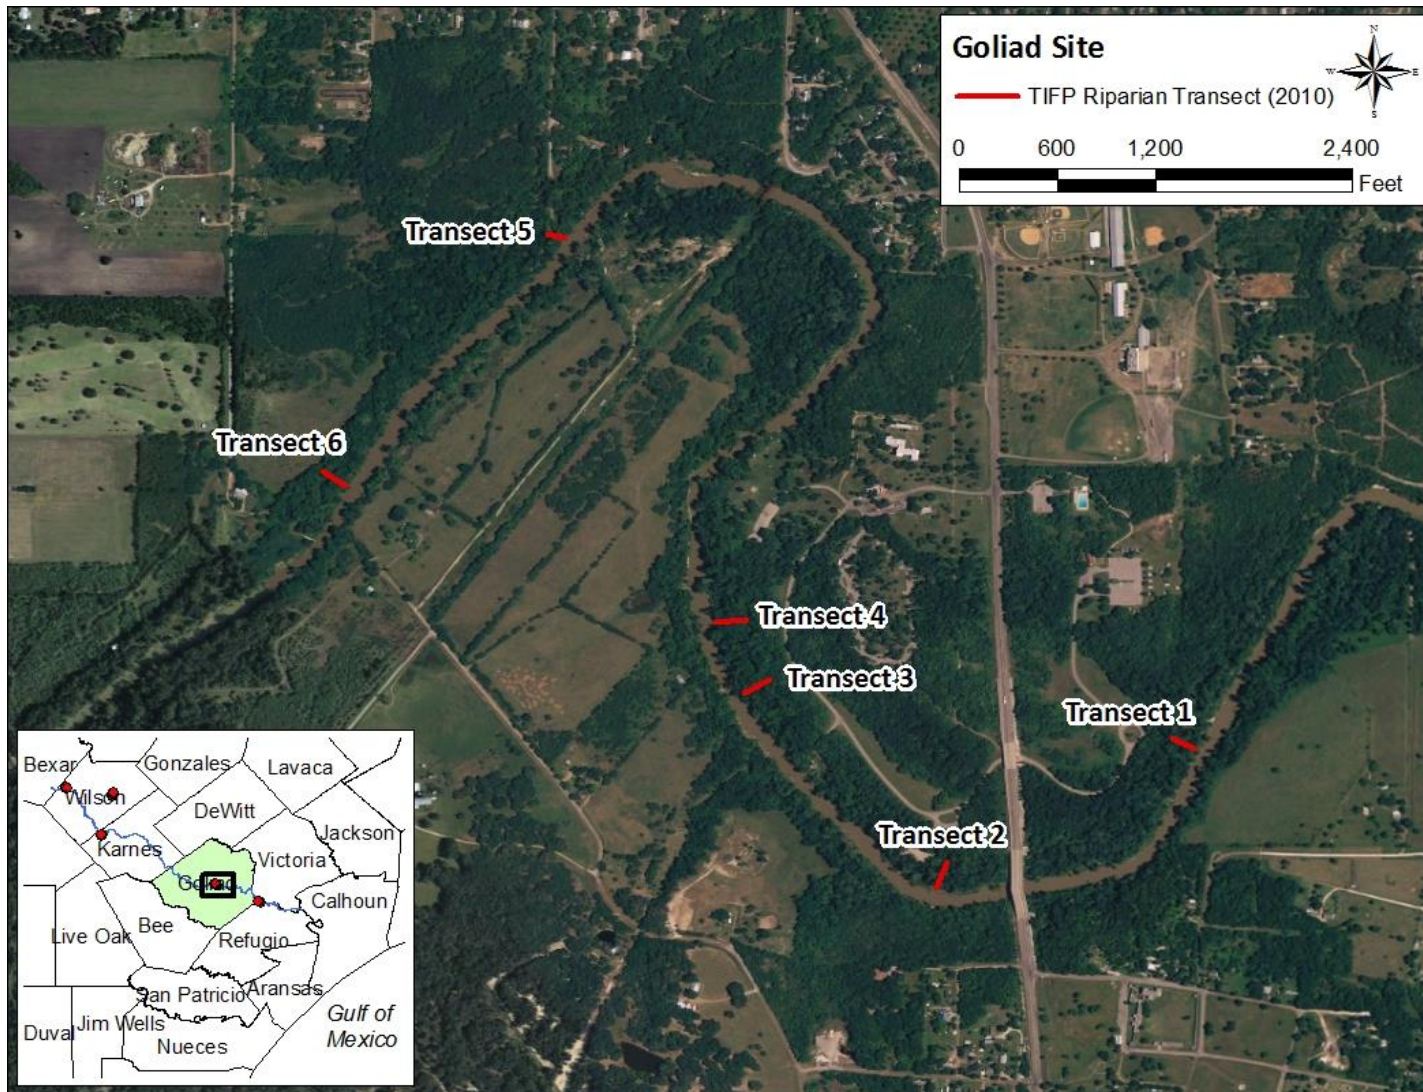 Goliad Site
N
W
E
S
TIFP Riparian Transect (2010)
0 600 1,200 2,400
Feet
Transect 5
Transect 6
Transect 4
Transect 3
Transect 1
Transect 2
Bexar
Gonzales
Lavaca
Wilson
DeWitt
Jackson
Karnes
Victoria
Goliad
Calhoun
Bee
Live Oak
Refugio
San Patricio
Aransas
Duval
Jim Wells
Nueces
Gulf of
Mexico